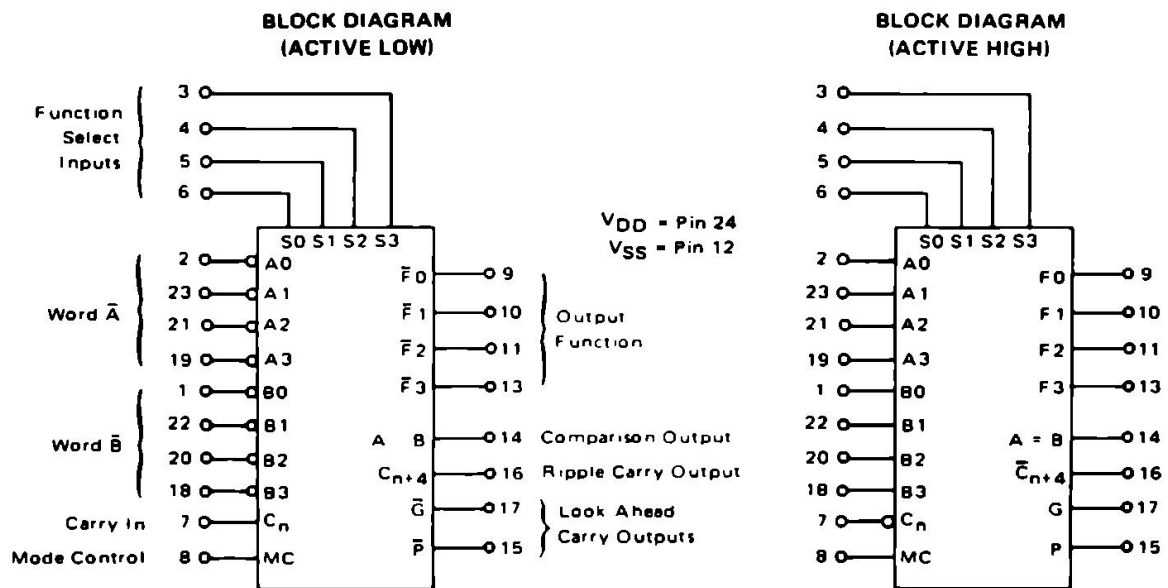 BLOCK DIAGRAM
(ACTIVE LOW)
Function
Select
Inputs
3
4
5
6
S0 S1 S2 S3
Word Ā
2 A0
23 A1
21 A2
19 A3
Word B̄
1 B0
22 B1
20 B2
18 B3
Carry In 7 Cn
Mode Control 8 MC
F̄0 9
F̄1 10
F̄2 11
F̄3 13
Output
Function
A B 14 Comparison Output
Cn+4 16 Ripple Carry Output
Ḡ 17
P̄ 15
Look Ahead
Carry Outputs
VDD = Pin 24
VSS = Pin 12
BLOCK DIAGRAM
(ACTIVE HIGH)
3
4
5
6
S0 S1 S2 S3
2 A0
23 A1
21 A2
19 A3
1 B0
22 B1
20 B2
18 B3
7 Cn
8 MC
F0 9
F1 10
F2 11
F3 13
A = B 14
C̄n+4 16
G 17
P 15